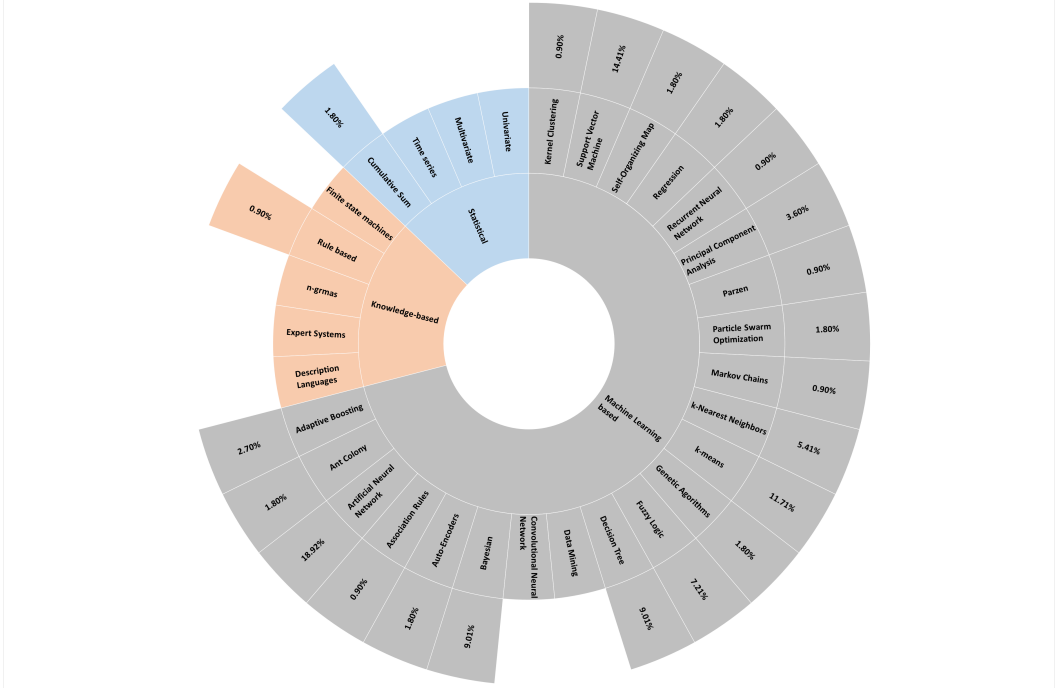 Statistical
Univariate
Multivariate
Time series
Cumulative Sum
1.80%
Knowledge-based
Finite state machines
Rule based
0.90%
n-grmas
Expert Systems
Description
Languages
Machine Learning
based
Kernel Clustering
0.90%
Support Vector
Machine
14.41%
Self-Organizing Map
1.80%
Regression
1.80%
Recurrent Neural
Network
0.90%
Principal Component
Analysis
3.60%
Parzen
0.90%
Particle Swarm
Optimization
1.80%
Markov Chains
0.90%
k-Nearest Neighbors
5.41%
k-means
11.71%
Genetic Agorithms
1.80%
Fuzzy Logic
7.21%
Decision Tree
9.01%
Data Mining
Convolutional Neural
Network
Bayesian
9.01%
Auto-Encoders
1.80%
Association Rules
0.90%
Artificial Neural
Network
18.92%
Ant Colony
1.80%
Adaptive Boosting
2.70%